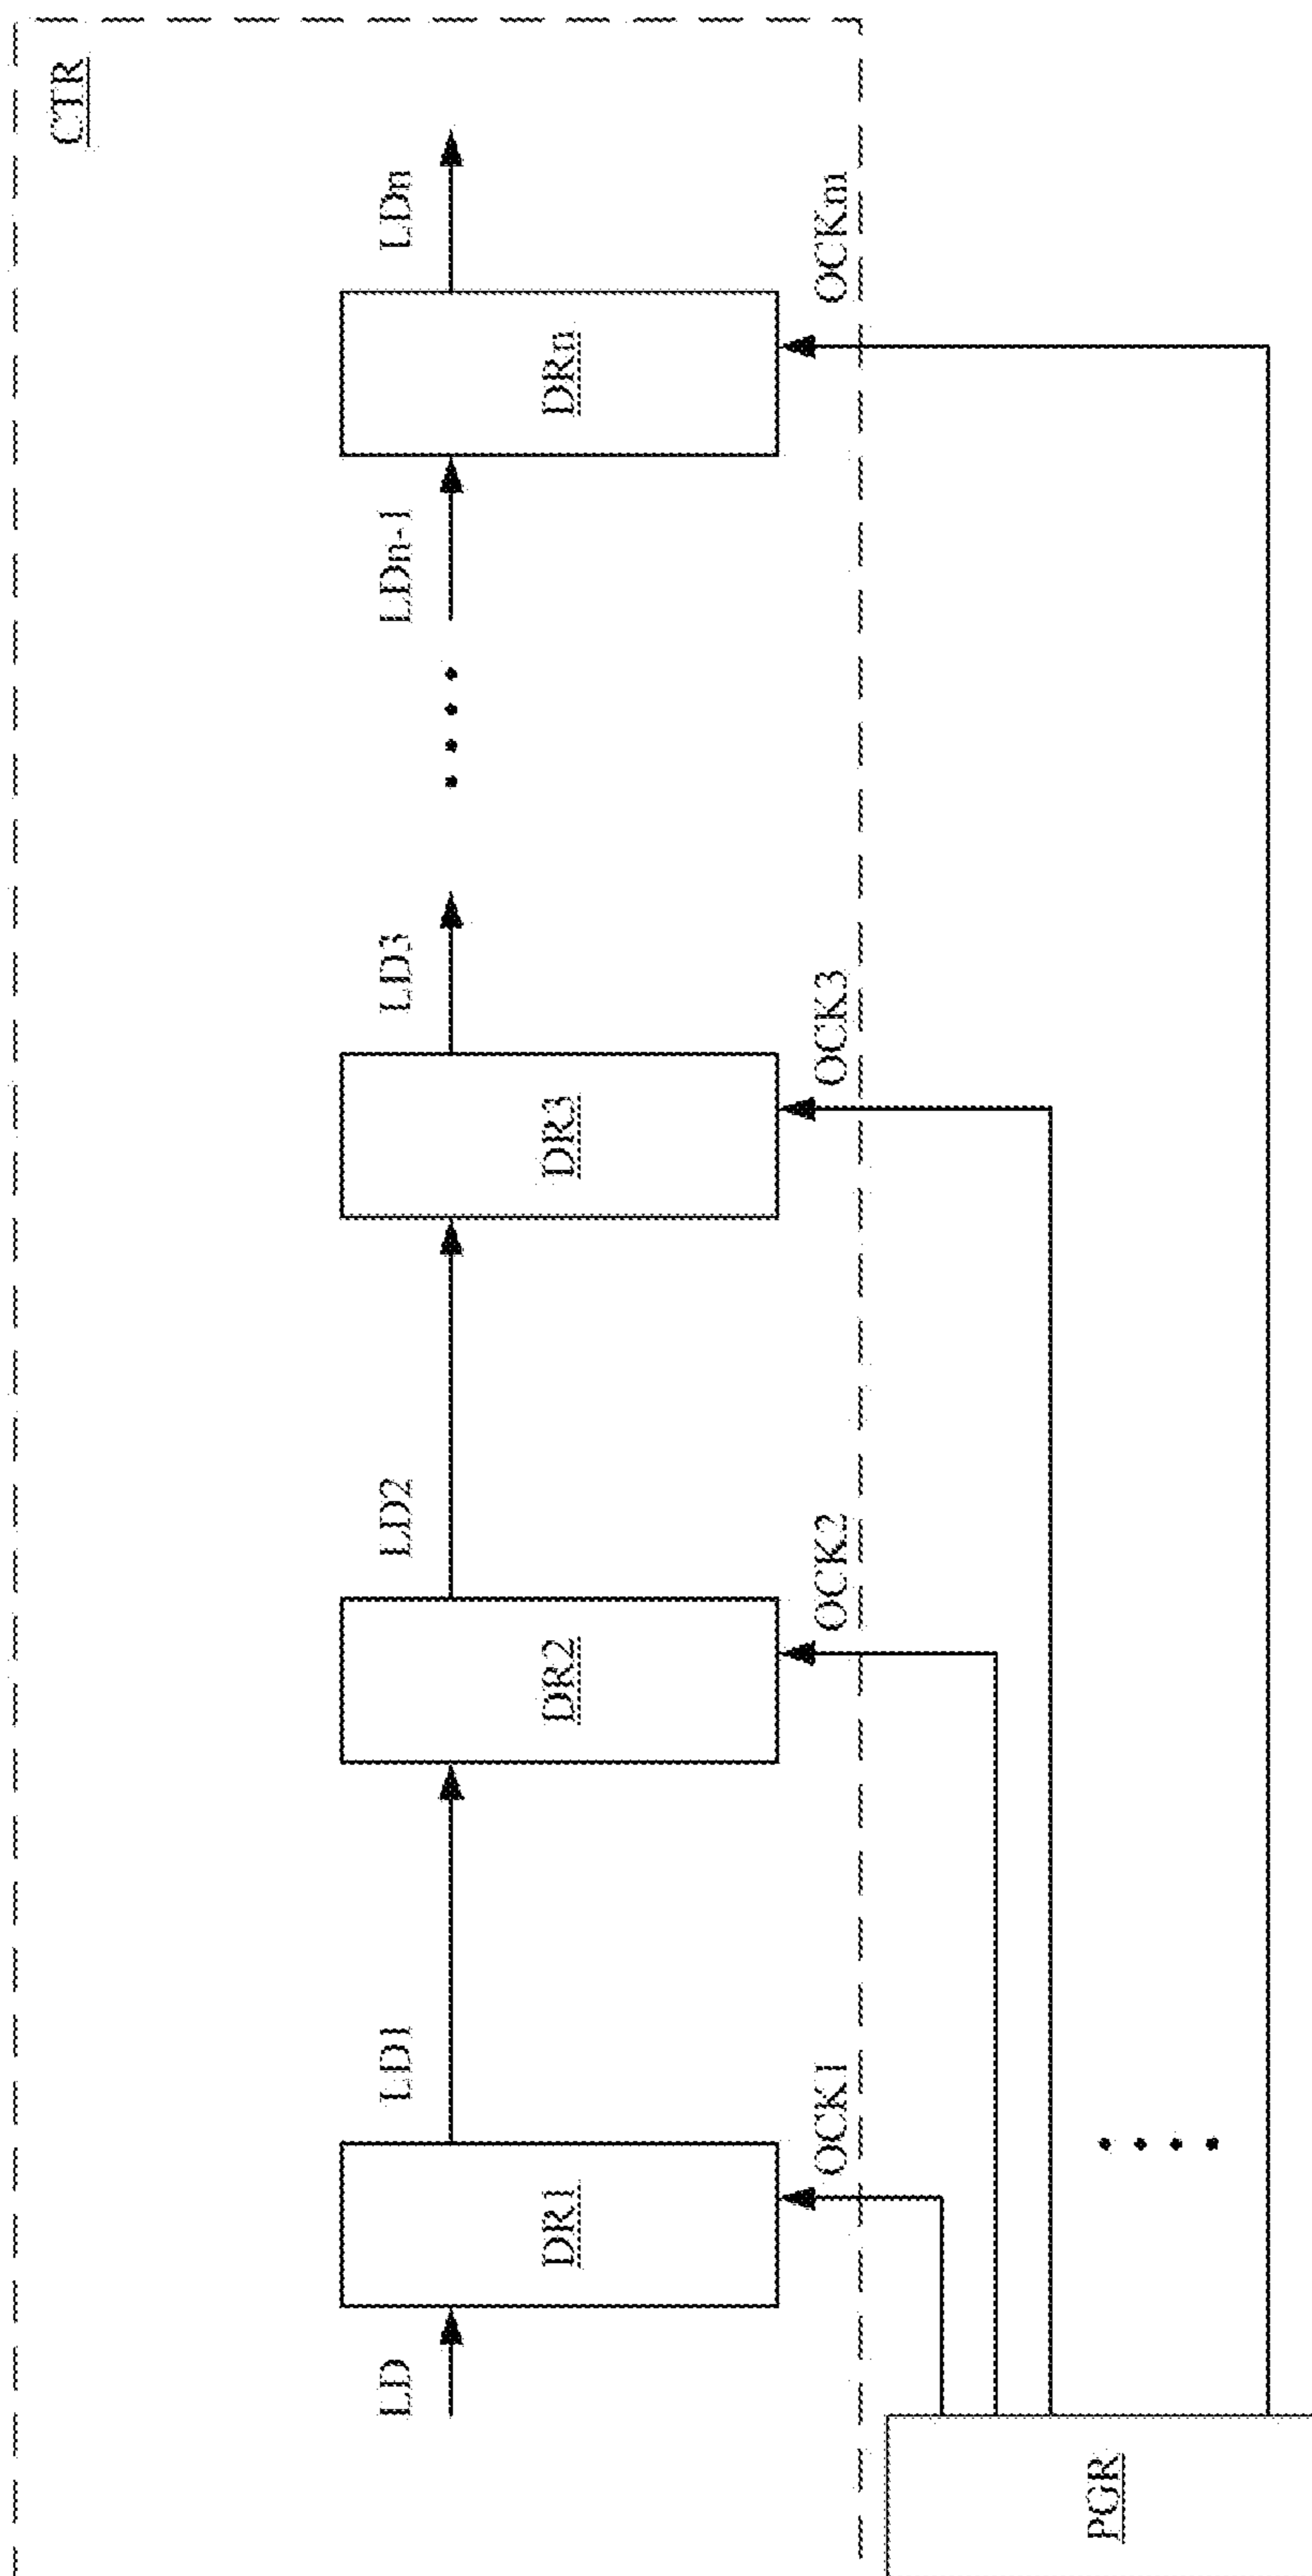 CTR
LD
LD1
LD2
LD3
LDn-1
LDn
DR1
DR2
DR3
DRn
OCK1
OCK2
OCK3
OCKm
PGR